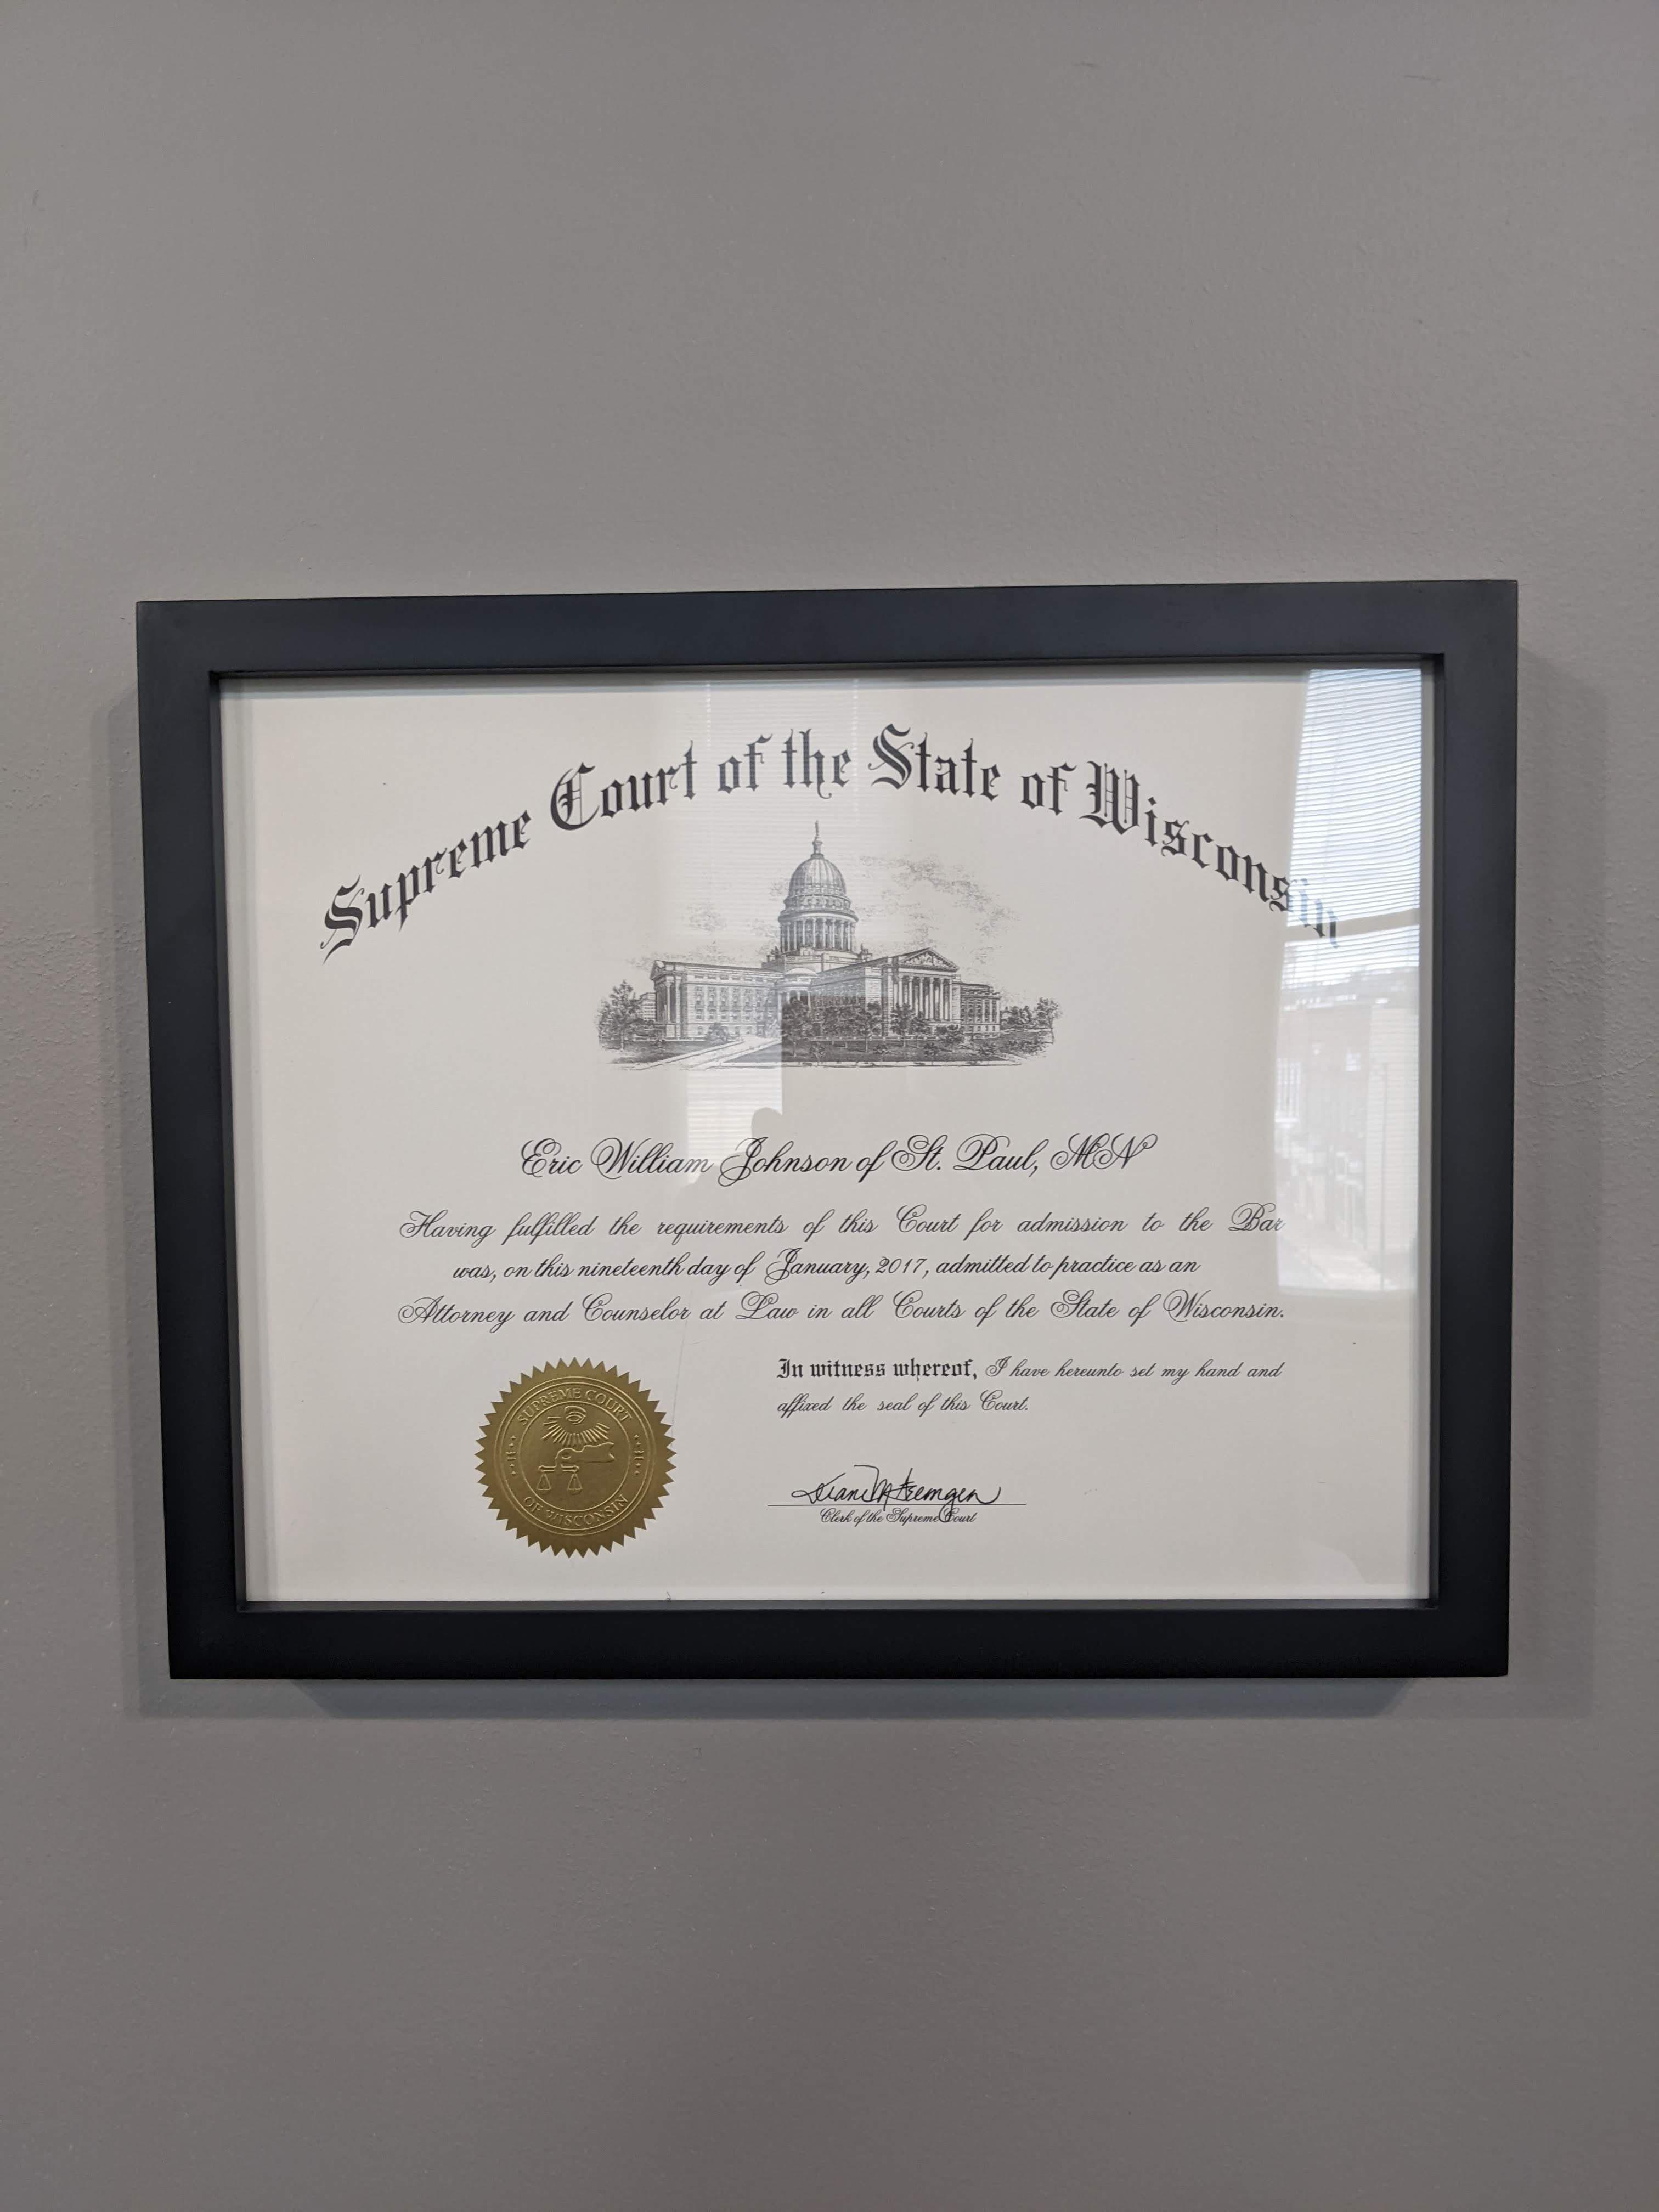 Supreme Court of the State of Wisconsin
Eric William Johnson of St. Paul, MN
Having fulfilled the requirements of this Court for admission to the Bar
was, on this nineteenth day of January, 2017, admitted to practice as an
Attorney and Counselor at Law in all Courts of the State of Wisconsin.
In witness whereof, I have hereunto set my hand and
affixed the seal of this Court.
SUPREME COURT
OF WISCONSIN
Diane M Fremgen
Clerk of the Supreme Court